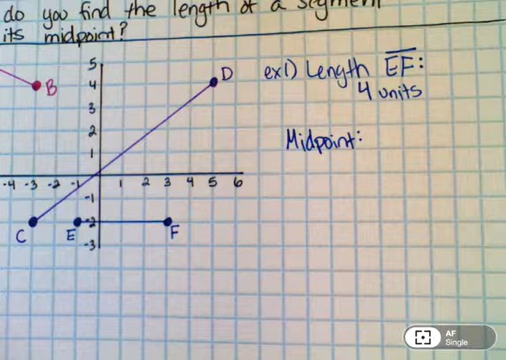 do you find the length of a segment
its midpoint?
5
D
ex1) Length EF:
4
B
4 units
3
2
Midpoint:
1
-4 -3 -2 -1 1 2 3 4 5 6
-1
C E -2 F
-3
AF
Single